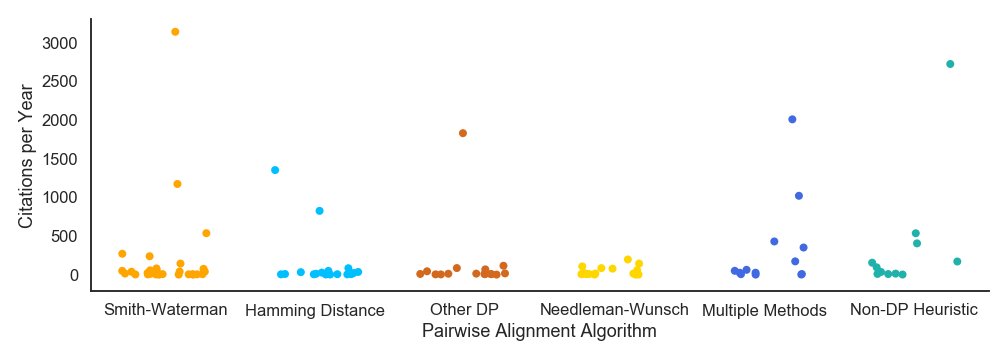 Citations per Year
3000
2500
2000
1500
1000
500
0
Smith-Waterman
Hamming Distance
Other DP
Needleman-Wunsch
Multiple Methods
Non-DP Heuristic
Pairwise Alignment Algorithm